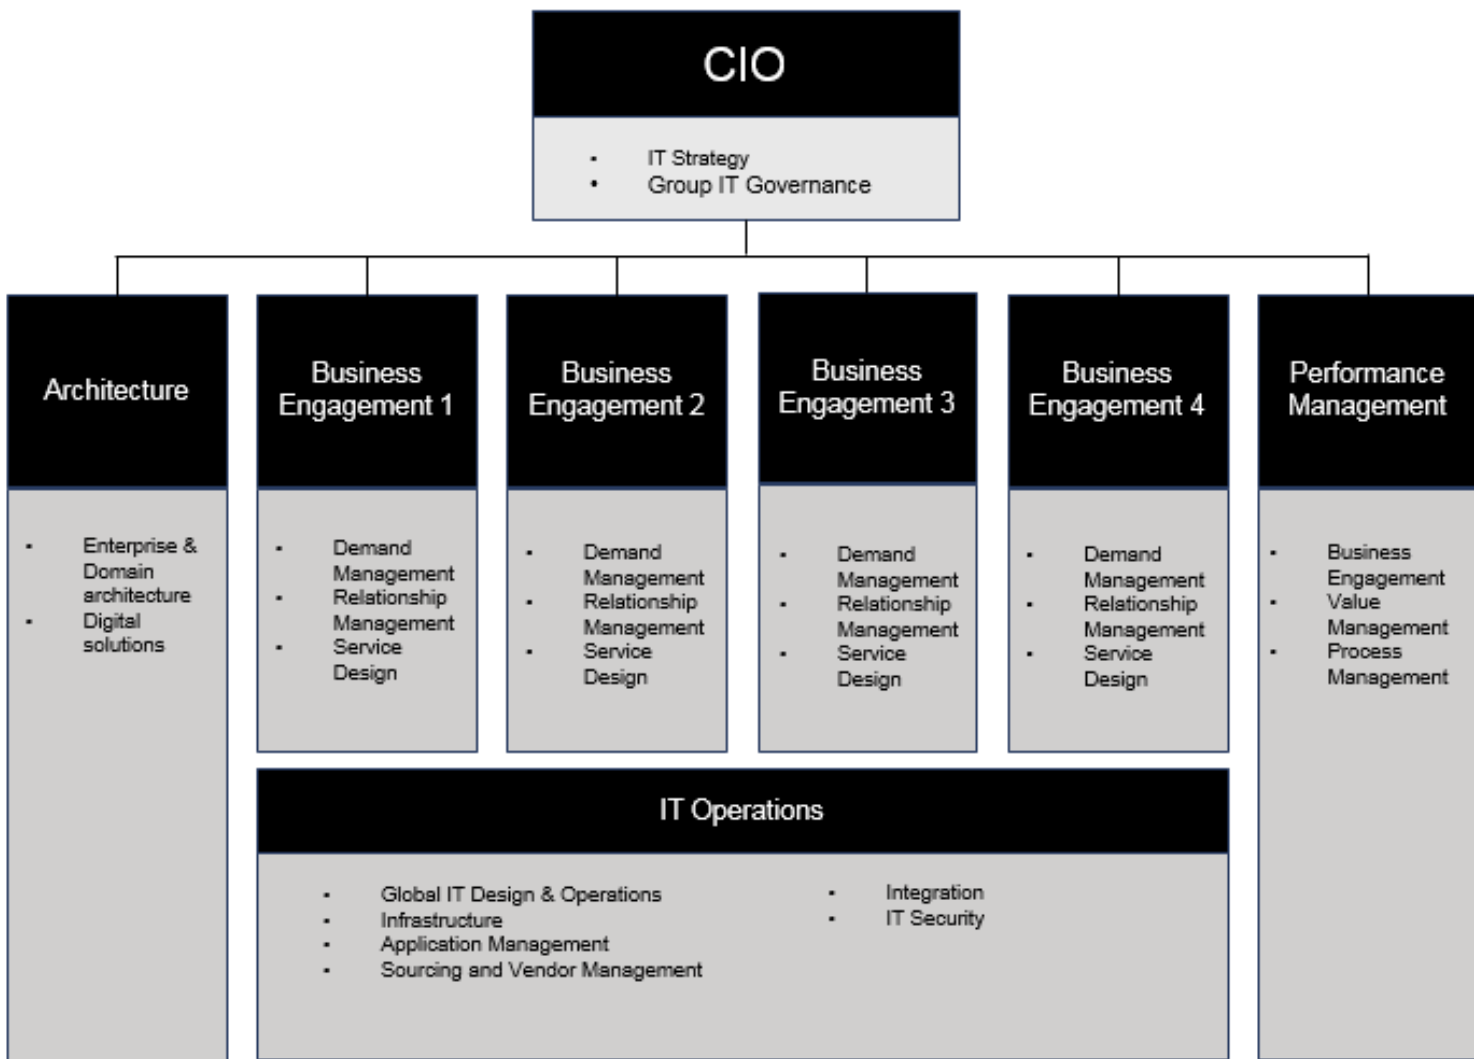 CIO
▪ IT Strategy
• Group IT Governance
Architecture
▪ Enterprise &
Domain
architecture
▪ Digital
solutions
Business
Engagement 1
▪ Demand
Management
▪ Relationship
Management
▪ Service
Design
Business
Engagement 2
▪ Demand
Management
▪ Relationship
Management
▪ Service
Design
Business
Engagement 3
▪ Demand
Management
▪ Relationship
Management
▪ Service
Design
Business
Engagement 4
▪ Demand
Management
▪ Relationship
Management
▪ Service
Design
Performance
Management
▪ Business
Engagement
▪ Value
Management
▪ Process
Management
IT Operations
▪ Global IT Design & Operations
▪ Infrastructure
▪ Application Management
▪ Sourcing and Vendor Management
▪ Integration
▪ IT Security